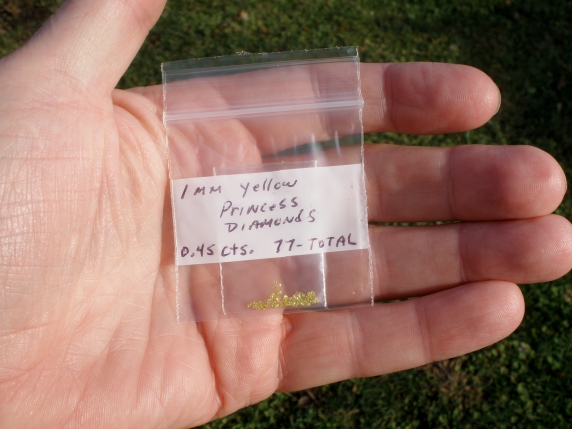 1MM Yellow
PRINCESS
DIAMONDS
0.45 cts. 77-TOTAL